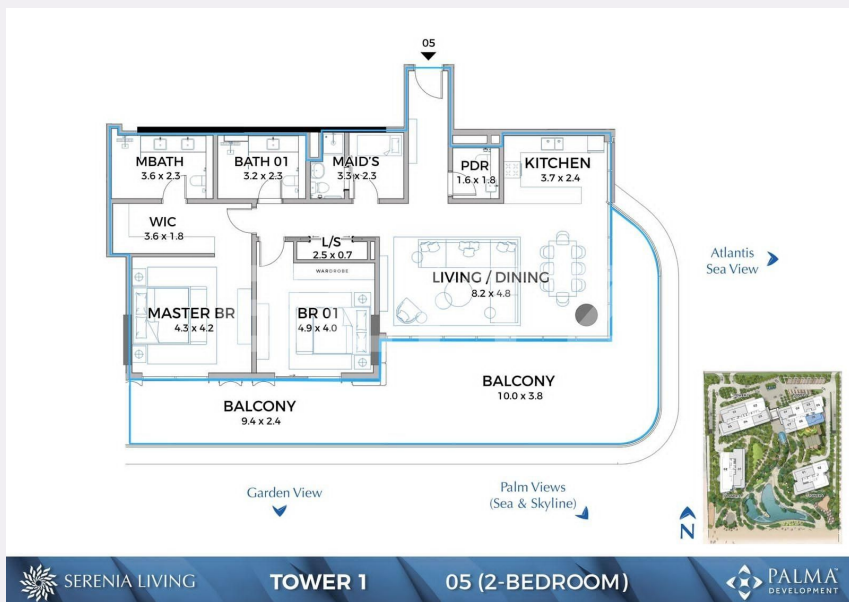 05
MBATH
3.6 x 2.3
BATH 01
3.2 x 2.3
MAID'S
3.3 x 2.3
PDR
1.6 x 1.8
KITCHEN
3.7 x 2.4
WIC
3.6 x 1.8
L/S
2.5 x 0.7
WARDROBE
LIVING / DINING
8.2 x 4.8
MASTER BR
4.3 x 4.2
BR 01
4.9 x 4.0
Atlantis
Sea View
BALCONY
10.0 x 3.8
BALCONY
9.4 x 2.4
Garden View
Palm Views
(Sea & Skyline)
N
SERENIA LIVING
TOWER 1
05 (2-BEDROOM)
PALMA™
DEVELOPMENT